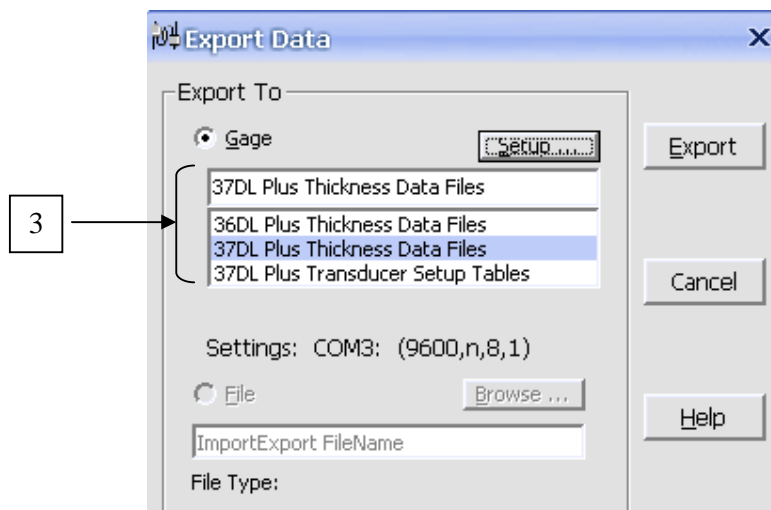 Export Data
Export To
Gage
Setup ...
Export
37DL Plus Thickness Data Files
3
36DL Plus Thickness Data Files
37DL Plus Thickness Data Files
37DL Plus Transducer Setup Tables
Cancel
Settings: COM3: (9600,n,8,1)
File
Browse ...
Help
ImportExport FileName
File Type: